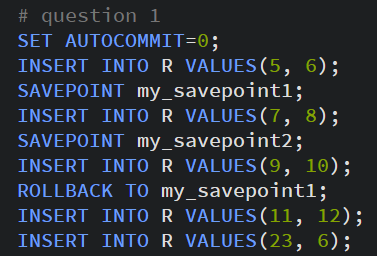 # question 1
SET AUTOCOMMIT=0;
INSERT INTO R VALUES(5, 6);
SAVEPOINT my_savepoint1;
INSERT INTO R VALUES(7, 8);
SAVEPOINT my_savepoint2;
INSERT INTO R VALUES(9, 10);
ROLLBACK TO my_savepoint1;
INSERT INTO R VALUES(11, 12);
INSERT INTO R VALUES(23, 6);